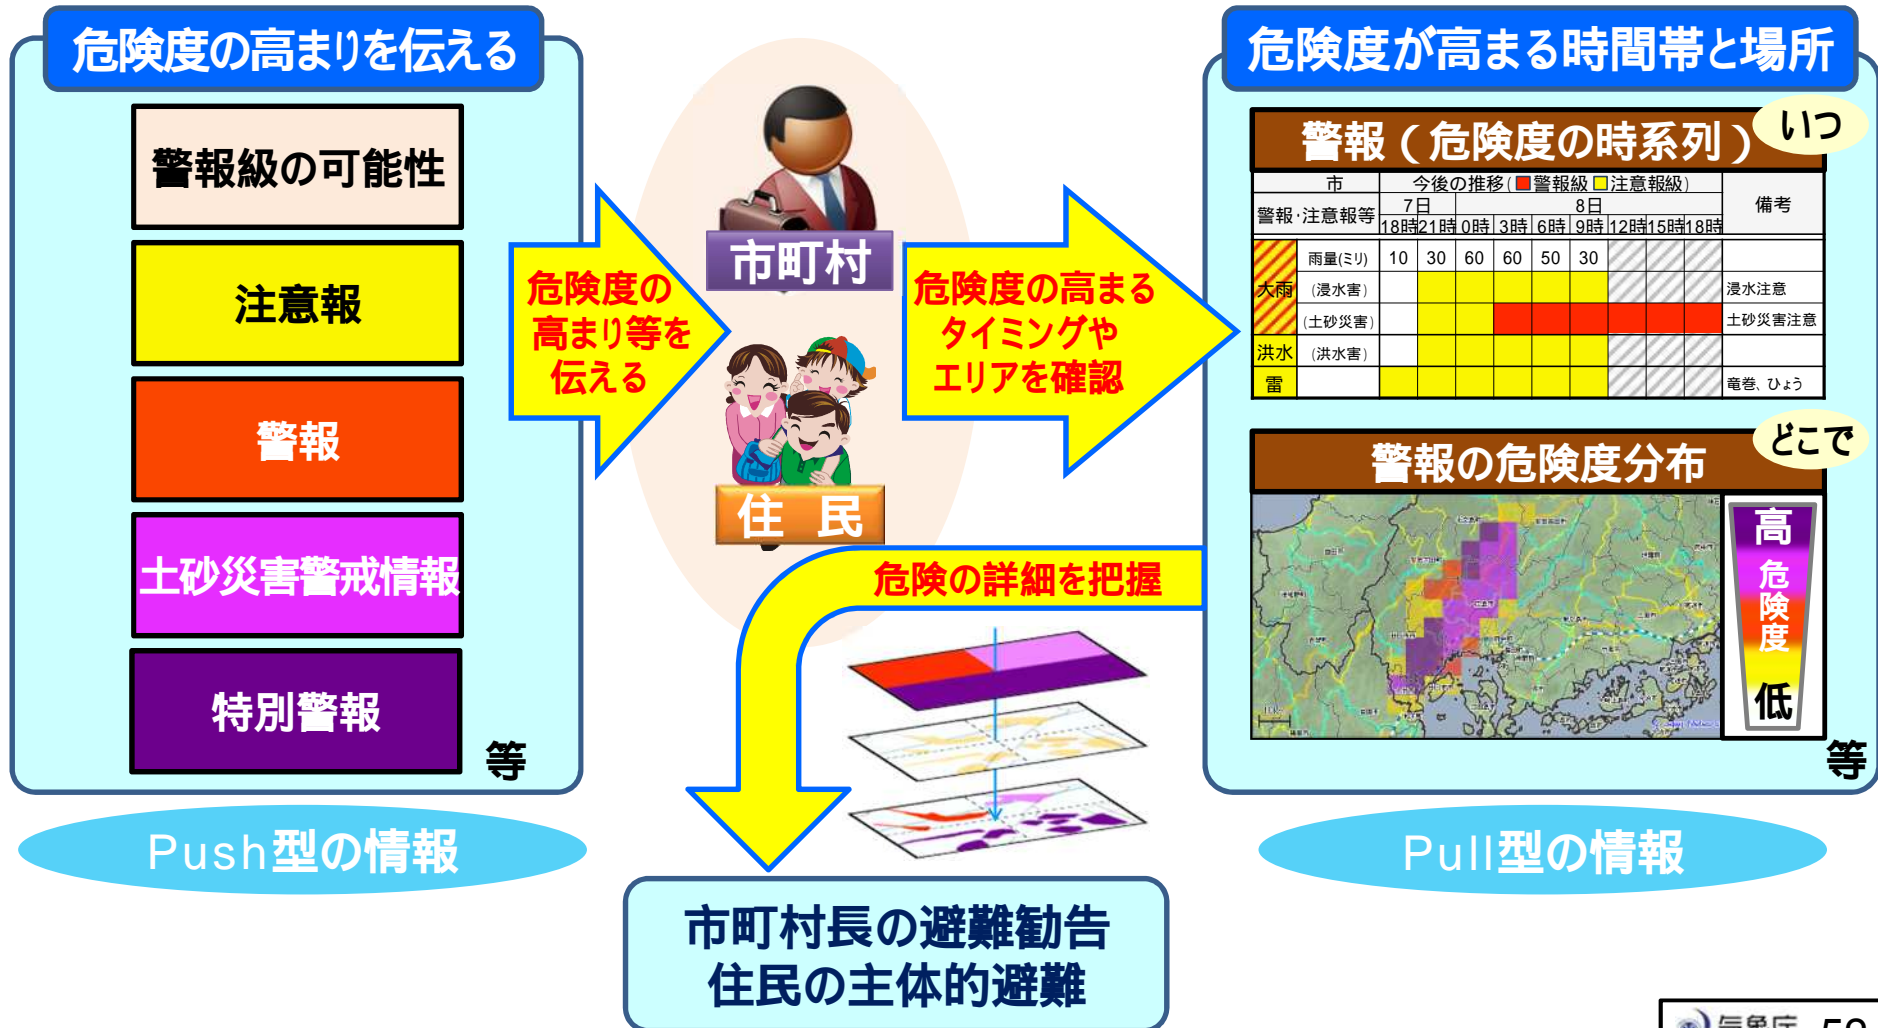 危険度の高まりを伝える
警報級の可能性
注意報
警報
土砂災害警戒情報
特別警報
等
Push型の情報
危険度の
高まり等を
伝える
市町村
住 民
危険度の高まる
タイミングや
エリアを確認
危険度が高まる時間帯と場所
警報(危険度の時系列) いつ
市 今後の推移(■警報級□注意報級) 備考
警報・注意報等 7日 8日
18時 21時 0時 3時 6時 9時 12時 15時 18時
大雨 雨量(ミリ) 10 30 60 60 50 30
(浸水害) 浸水注意
(土砂災害) 土砂災害注意
洪水 (洪水害)
雷 竜巻、ひょう
警報の危険度分布 どこで
高
危険度
低
等
Pull型の情報
危険の詳細を把握
市町村長の避難勧告
住民の主体的避難